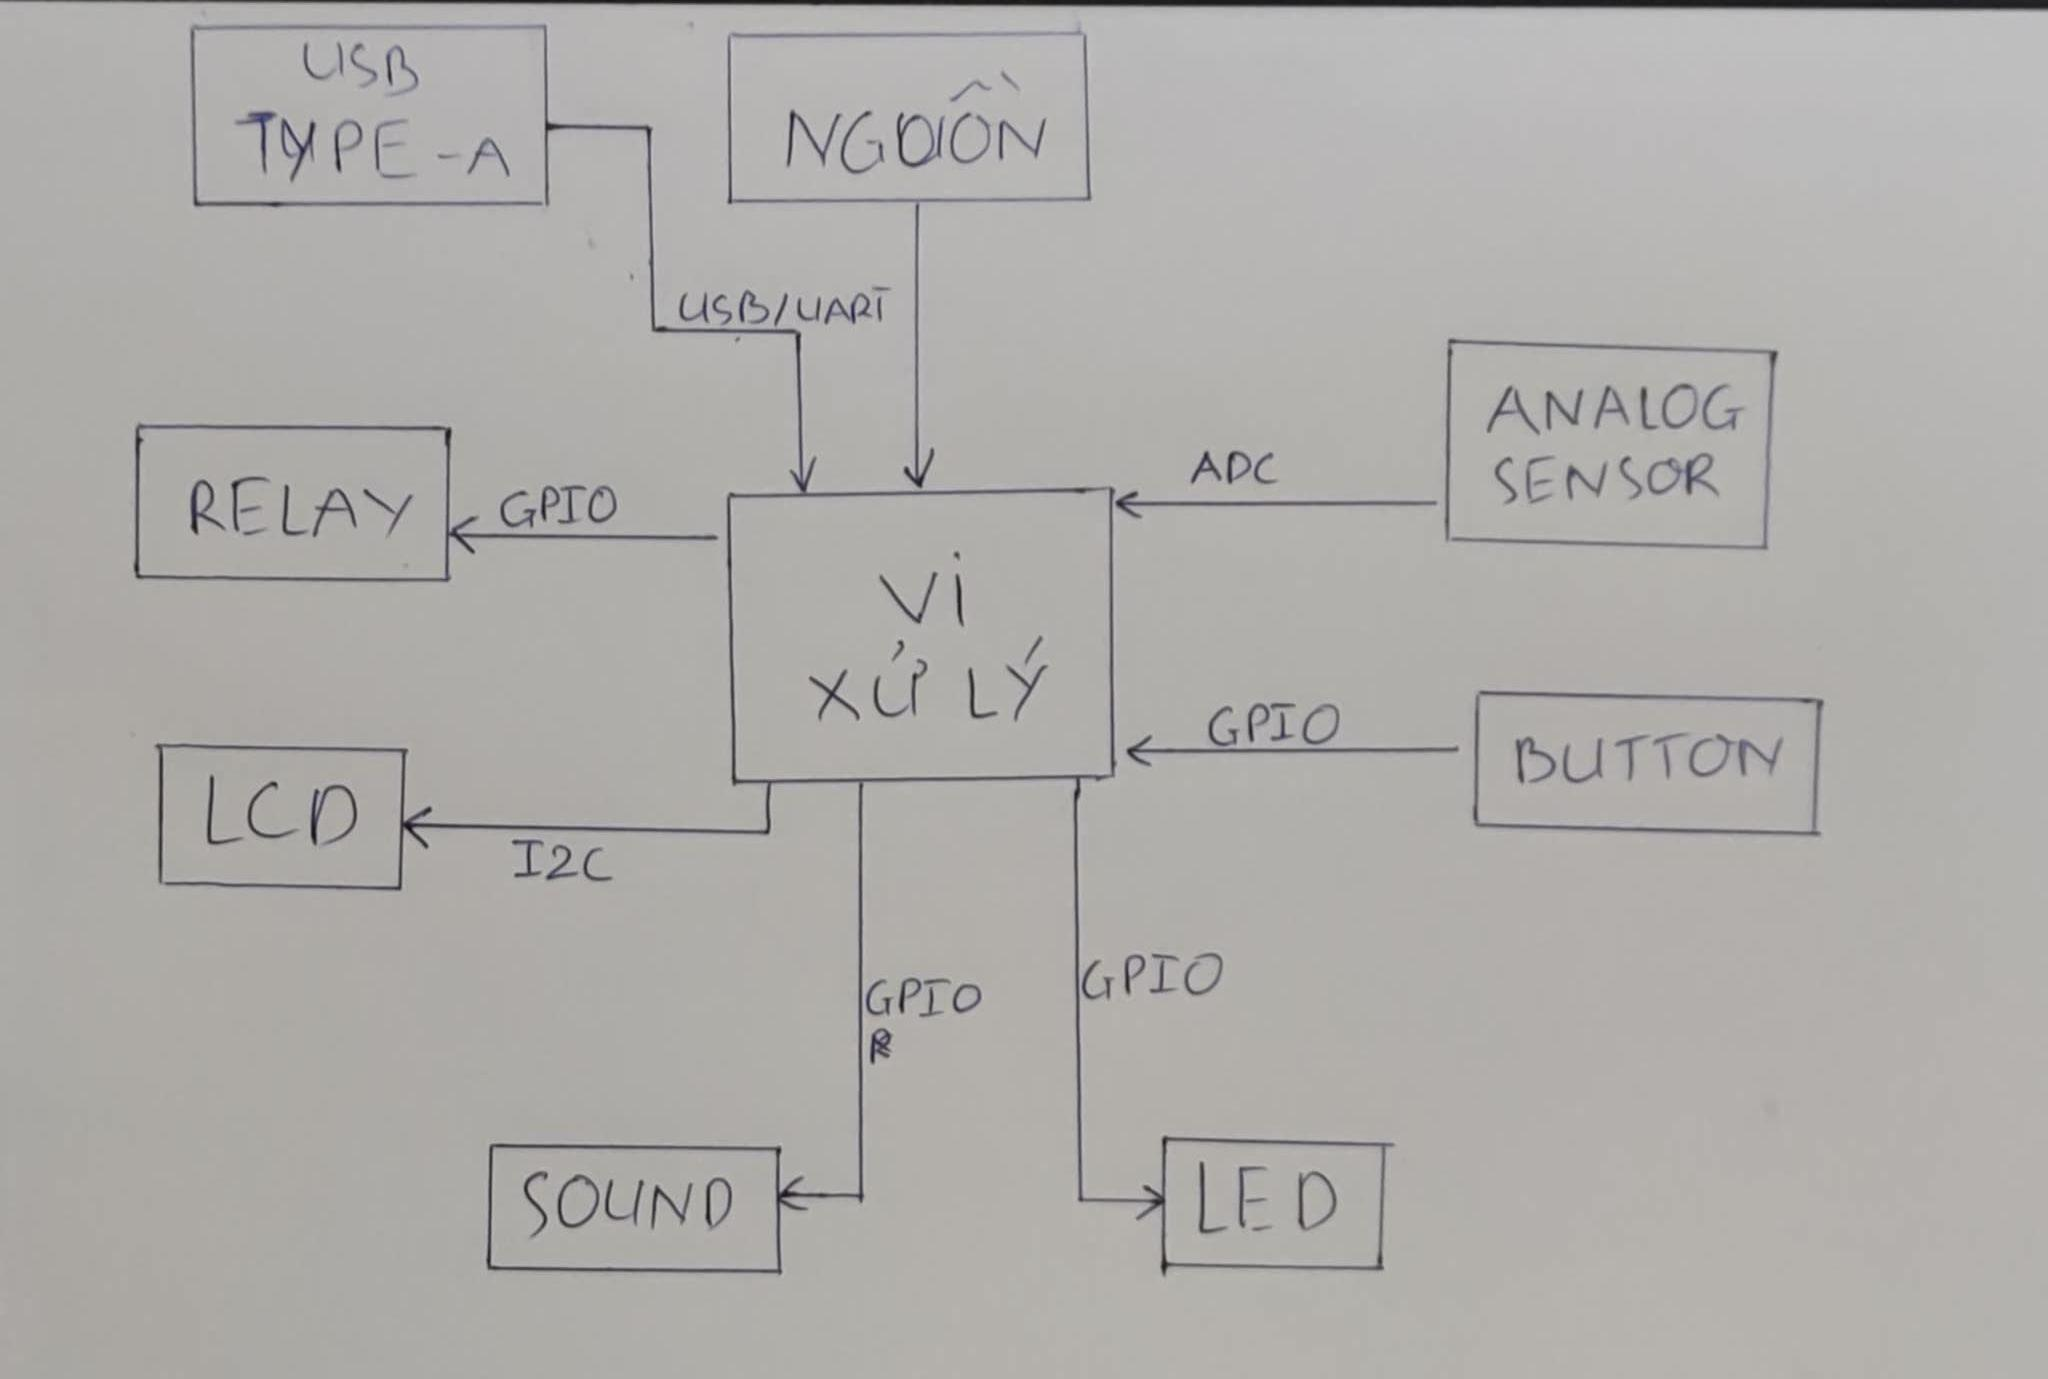 USB
TYPE-A
NGUỒN
USB/UART
ANALOG
SENSOR
ADC
RELAY
GPIO
VI
XỬ LÝ
GPIO
BUTTON
LCD
I2C
GPIO
GPIO
SOUND
LED